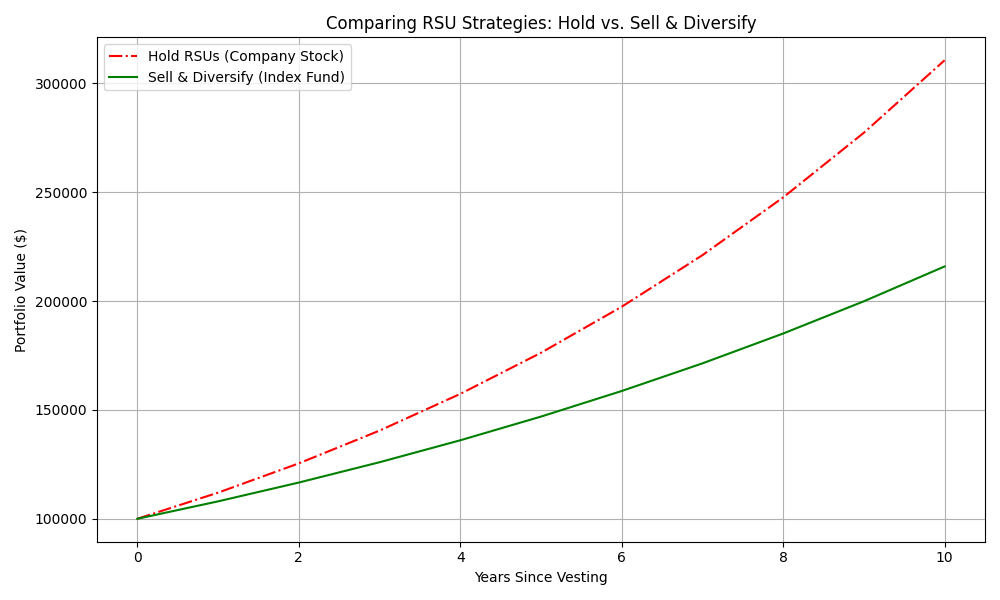 Comparing RSU Strategies: Hold vs. Sell & Diversify
Hold RSUs (Company Stock)
Sell & Diversify (Index Fund)
300000
250000
200000
150000
100000
Portfolio Value ($)
0 2 4 6 8 10
Years Since Vesting